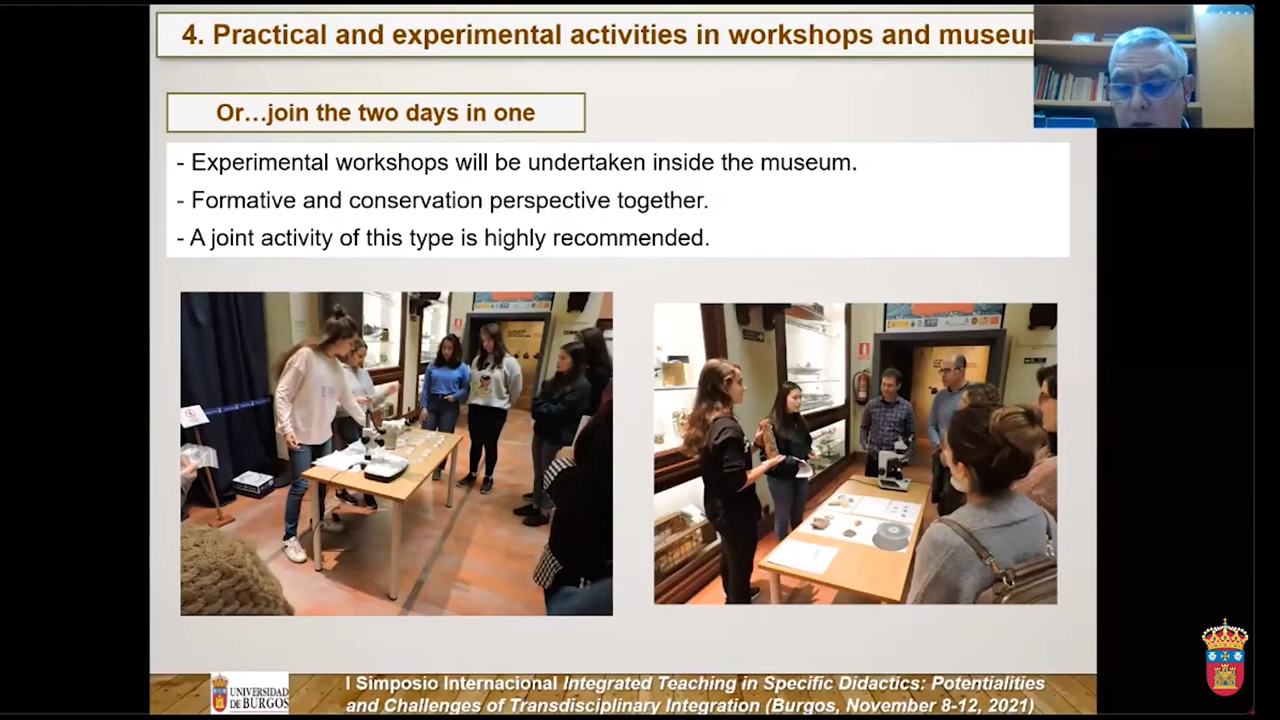 4. Practical and experimental activities in workshops and museu
Or…join the two days in one
- Experimental workshops will be undertaken inside the museum.
- Formative and conservation perspective together.
- A joint activity of this type is highly recommended.
UNIVERSIDAD
DE BURGOS
I Simposio Internacional Integrated Teaching in Specific Didactics: Potentialities
and Challenges of Transdisciplinary Integration (Burgos, November 8-12, 2021)